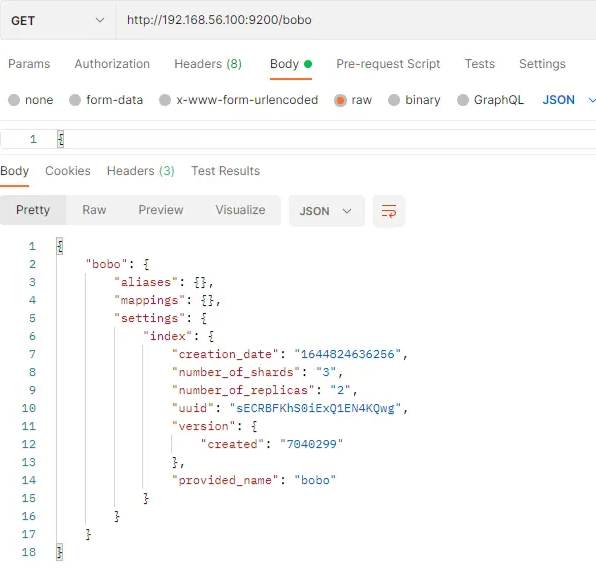 GET http://192.168.56.100:9200/bobo
Params Authorization Headers (8) Body Pre-request Script Tests Settings
none form-data x-www-form-urlencoded raw binary GraphQL JSON
1 {
Body Cookies Headers (3) Test Results
Pretty Raw Preview Visualize JSON
1 {
2 "bobo": {
3 "aliases": {},
4 "mappings": {},
5 "settings": {
6 "index": {
7 "creation_date": "1644824636256",
8 "number_of_shards": "3",
9 "number_of_replicas": "2",
10 "uuid": "sECRBFKhS0iExQ1EN4KQwg",
11 "version": {
12 "created": "7040299"
13 },
14 "provided_name": "bobo"
15 }
16 }
17 }
18 }